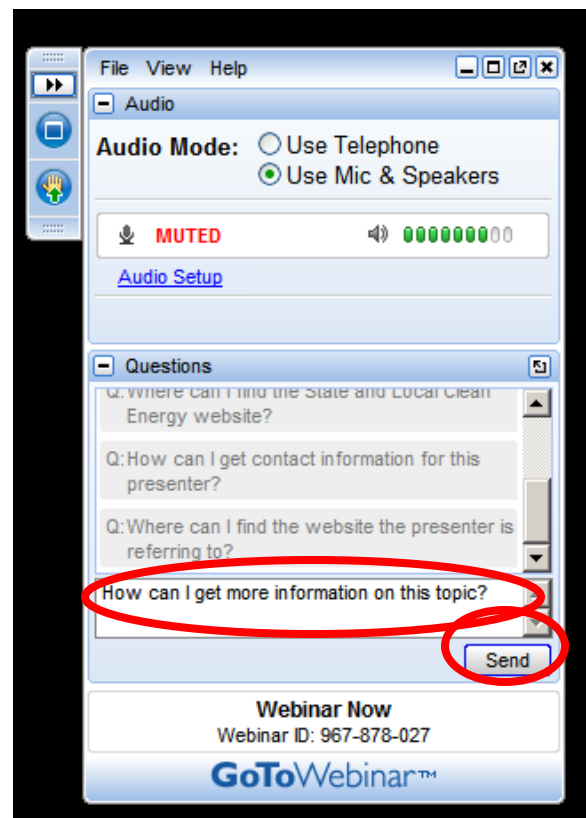 File View Help
Audio
Audio Mode: Use Telephone
Use Mic & Speakers
MUTED
Audio Setup
Questions
Q:Where can I find the State and Local Clean
Energy website?
Q:How can I get contact information for this
presenter?
Q:Where can I find the website the presenter is
referring to?
How can I get more information on this topic?
Send
Webinar Now
Webinar ID: 967-878-027
GoToWebinar™